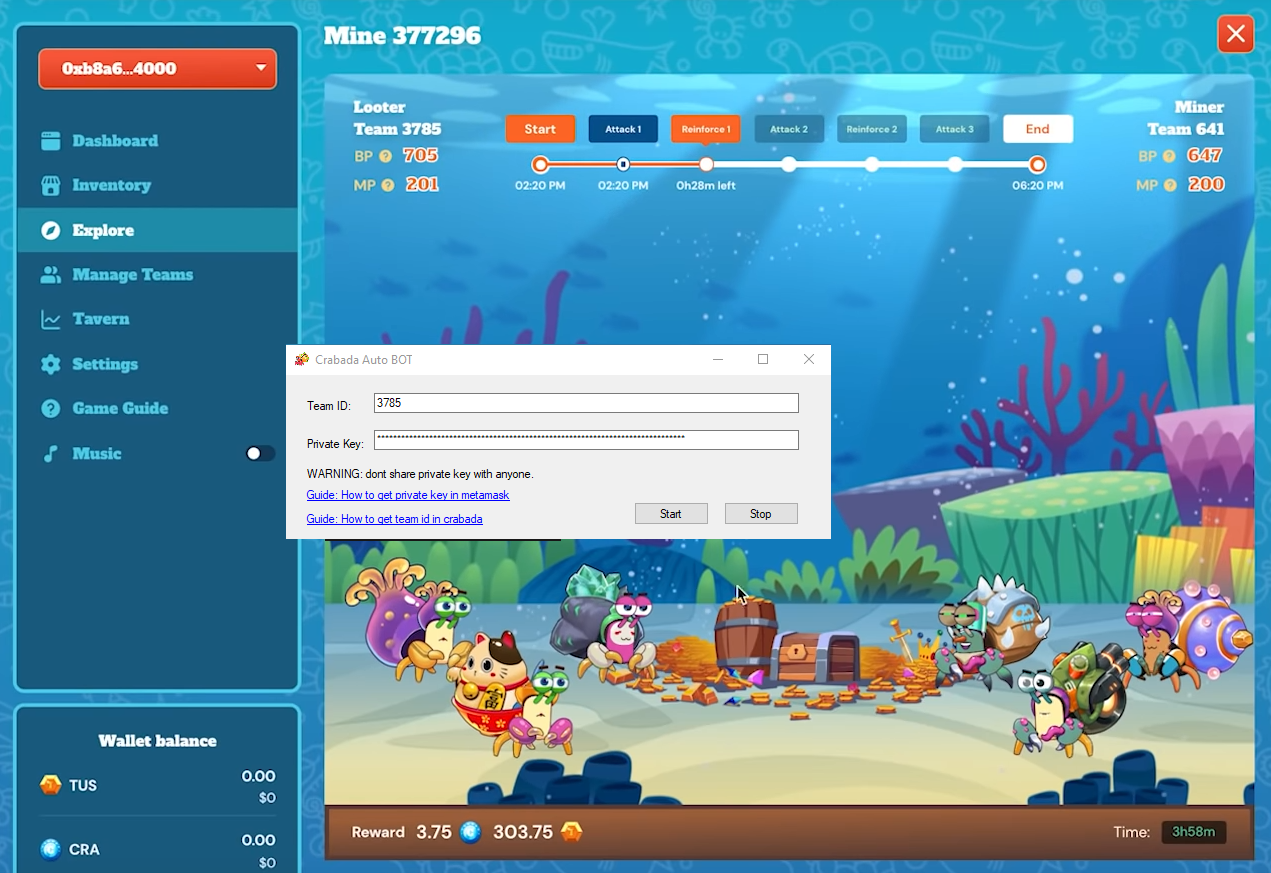 Mine 377296
0xb8a6...4000
Dashboard
Inventory
Explore
Manage Teams
Tavern
Settings
Game Guide
Music
Wallet balance
TUS 0.00
$0
CRA 0.00
$0
Looter
Team 3785
BP ? 705
MP ? 201
Start Attack 1 Reinforce 1 Attack 2 Reinforce 2 Attack 3 End
02:20 PM 02:20 PM 0h28m left 06:20 PM
Miner
Team 641
BP ? 647
MP ? 200
Crabada Auto BOT
Team ID: 3785
Private Key:
WARNING: dont share private key with anyone.
Guide: How to get private key in metamask
Guide: How to get team id in crabada
Start Stop
富
Reward 3.75 C 303.75
Time: 3h58m